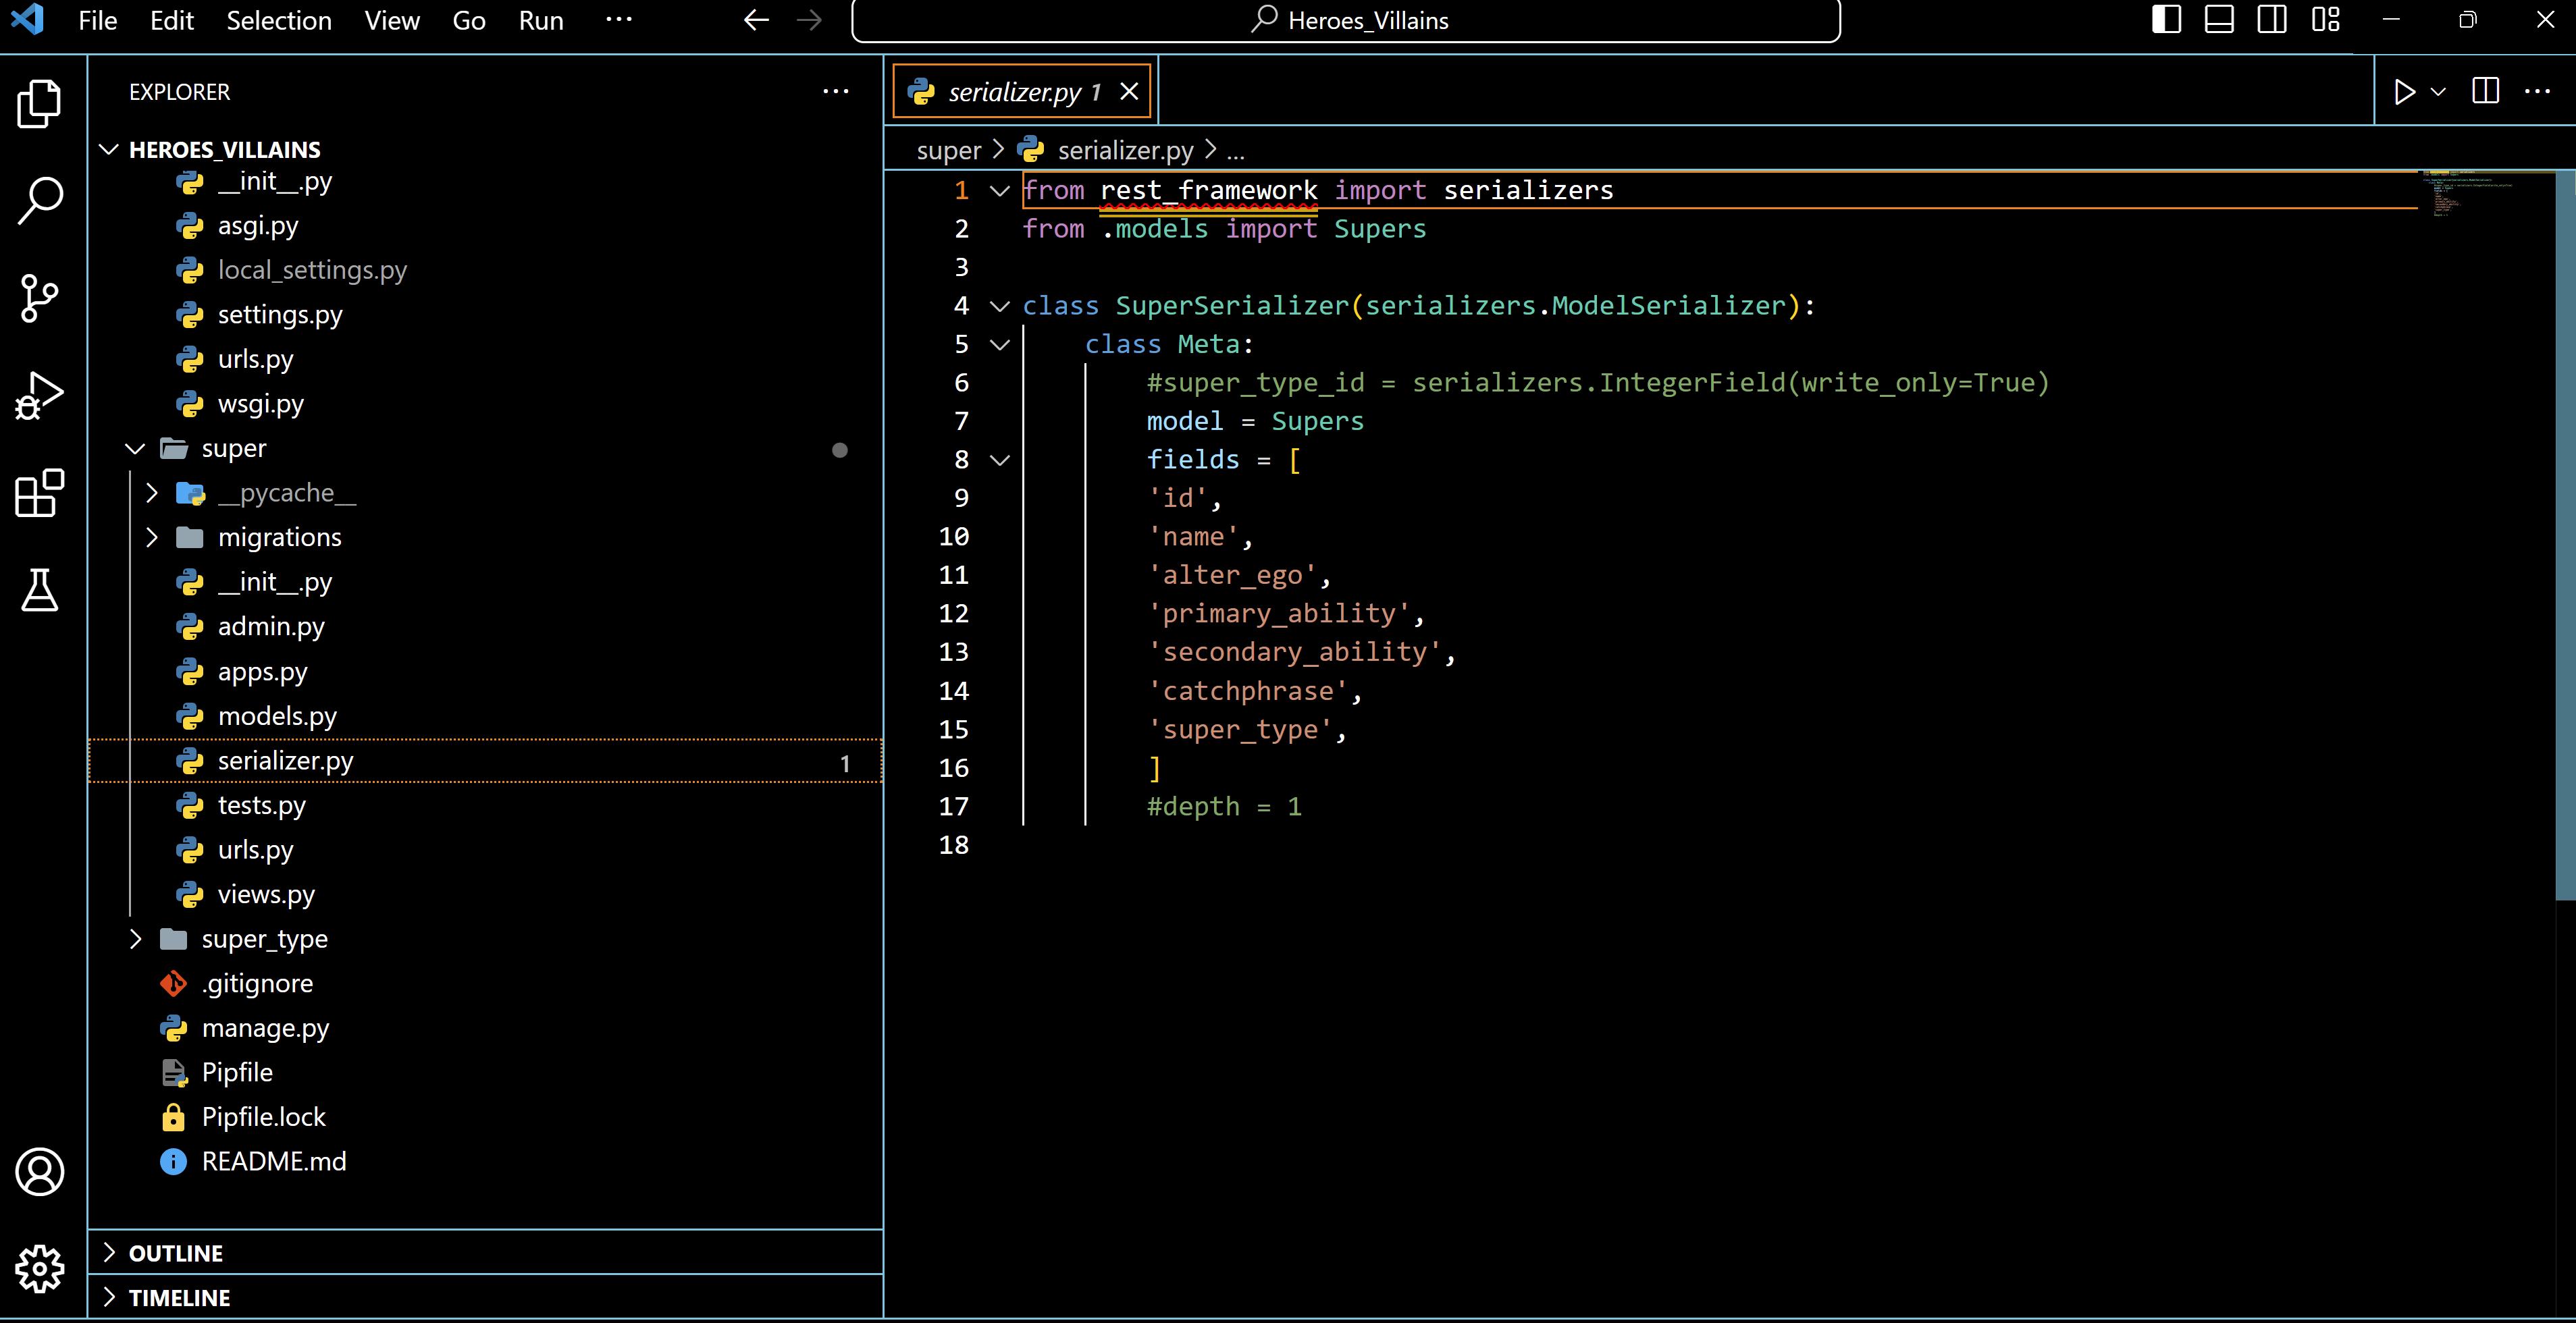 File Edit Selection View Go Run ···
Heroes_Villains
EXPLORER
HEROES_VILLAINS
__init__.py
asgi.py
local_settings.py
settings.py
urls.py
wsgi.py
super
__pycache__
migrations
__init__.py
admin.py
apps.py
models.py
serializer.py 1
tests.py
urls.py
views.py
super_type
.gitignore
manage.py
Pipfile
Pipfile.lock
README.md
OUTLINE
TIMELINE
serializer.py 1
super > serializer.py > ...
1 from rest_framework import serializers
2 from .models import Supers
3
4 class SuperSerializer(serializers.ModelSerializer):
5 class Meta:
6 #super_type_id = serializers.IntegerField(write_only=True)
7 model = Supers
8 fields = [
9 'id',
10 'name',
11 'alter_ego',
12 'primary_ability',
13 'secondary_ability',
14 'catchphrase',
15 'super_type',
16 ]
17 #depth = 1
18